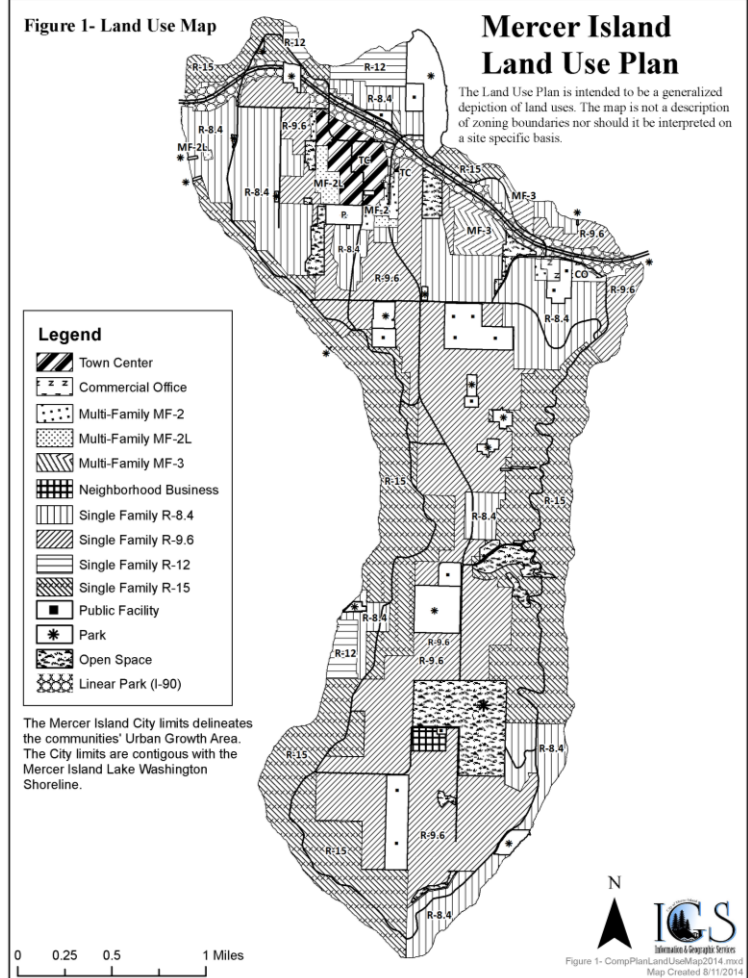 Figure 1- Land Use Map
Mercer Island
Land Use Plan
The Land Use Plan is intended to be a generalized
depiction of land uses. The map is not a description
of zoning boundaries nor should it be interpreted on
a site specific basis.
R-12
R-15
R-12
R-8.4
R-8.4
R-9.6
MF-2L
TC
TC
R-15
R-8.4
MF-2L
MF-3
MF-2
P
MF-3
R-9.6
R-8.4
R-9.6
CO
R-9.6
R-8.4
Legend
Town Center
Commercial Office
Multi-Family MF-2
Multi-Family MF-2L
Multi-Family MF-3
Neighborhood Business
Single Family R-8.4
Single Family R-9.6
Single Family R-12
Single Family R-15
Public Facility
Park
Open Space
Linear Park (I-90)
R-15
R-15
R-8.4
R-8.4
R-12
R-9.6
R-9.6
The Mercer Island City limits delineates
the communities' Urban Growth Area.
The City limits are contigous with the
Mercer Island Lake Washington
Shoreline.
R-15
R-8.4
R-9.6
R-15
R-8.4
N
IGS
Information & Geographic Services
0 0.25 0.5 1 Miles
Figure 1- CompPlanLandUseMap2014.mxd
Map Created 8/11/2014